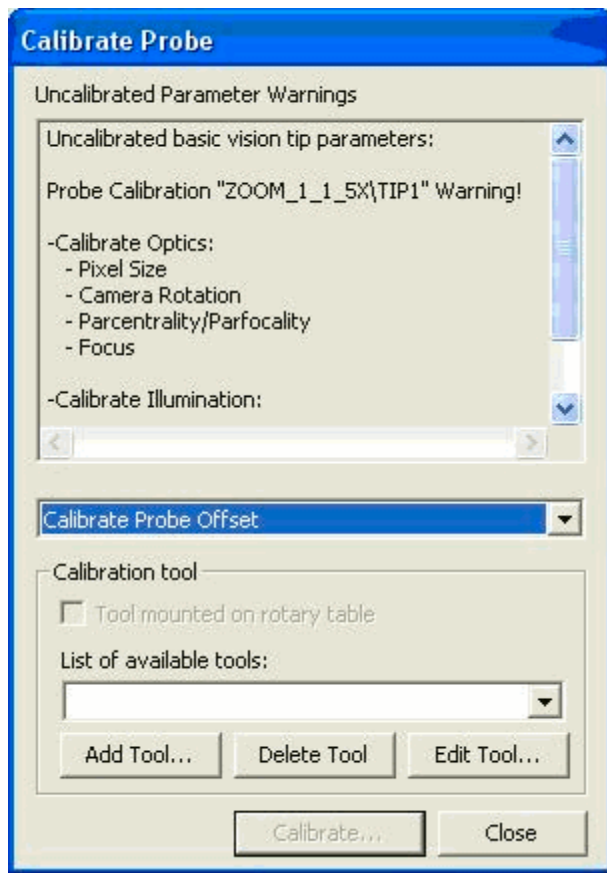 Calibrate Probe
Uncalibrated Parameter Warnings
Uncalibrated basic vision tip parameters:
Probe Calibration "ZOOM_1_1_5X\TIP1" Warning!
-Calibrate Optics:
- Pixel Size
- Camera Rotation
- Parcentrality/Parfocality
- Focus
-Calibrate Illumination:
Calibrate Probe Offset
Calibration tool
Tool mounted on rotary table
List of available tools:
Add Tool... Delete Tool Edit Tool...
Calibrate... Close